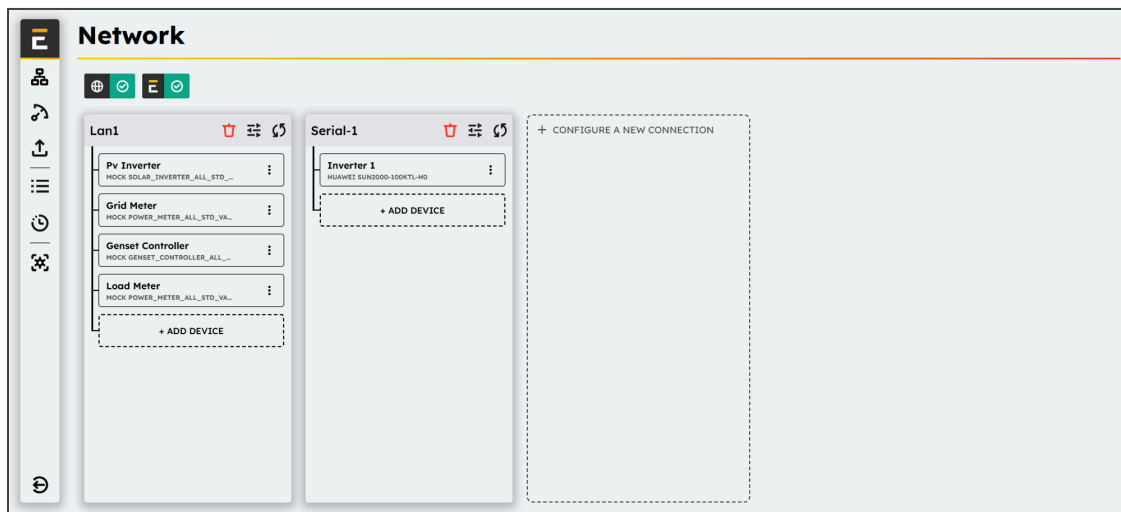 Network
Lan1
Pv Inverter
MOCK SOLAR_INVERTER_ALL_STD_...
Grid Meter
MOCK POWER_METER_ALL_STD_VA...
Genset Controller
MOCK GENSET_CONTROLLER_ALL_...
Load Meter
MOCK POWER_METER_ALL_STD_VA...
+ ADD DEVICE
Serial-1
Inverter 1
HUAWEI SUN2000-100KTL-H0
+ ADD DEVICE
+ CONFIGURE A NEW CONNECTION